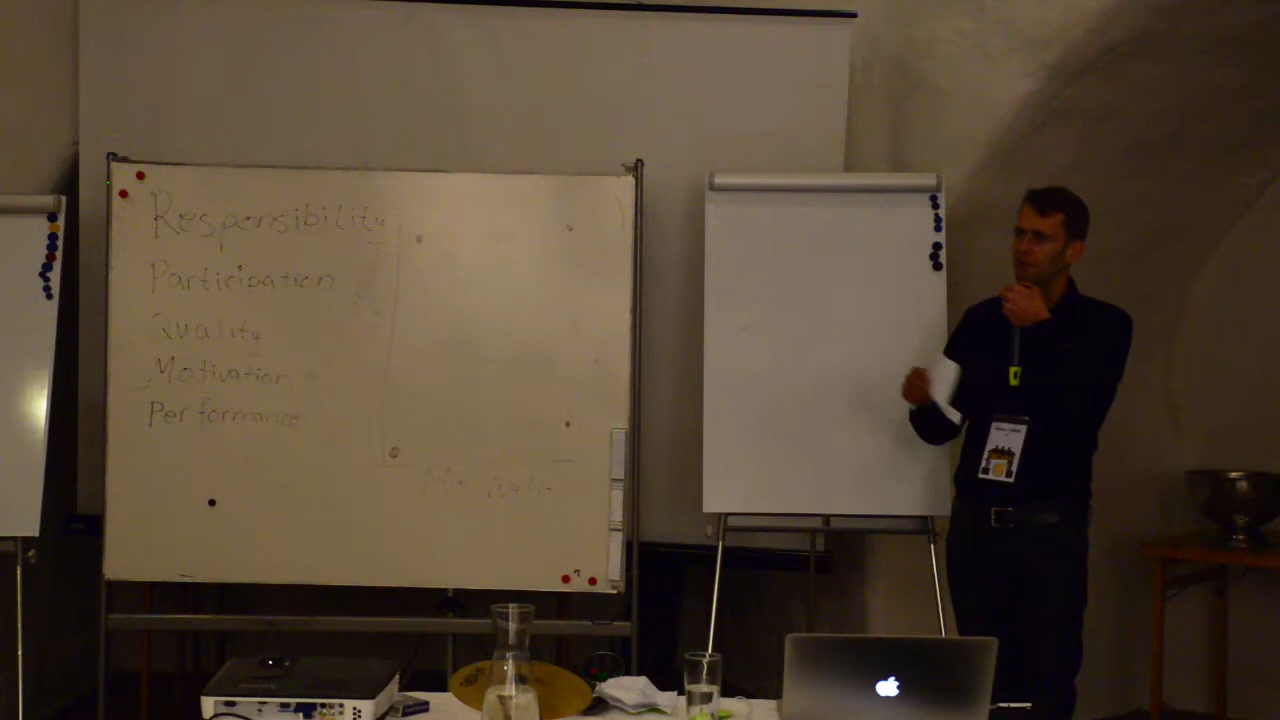 Responsibility
Participation
Quality
Motivation
Performance